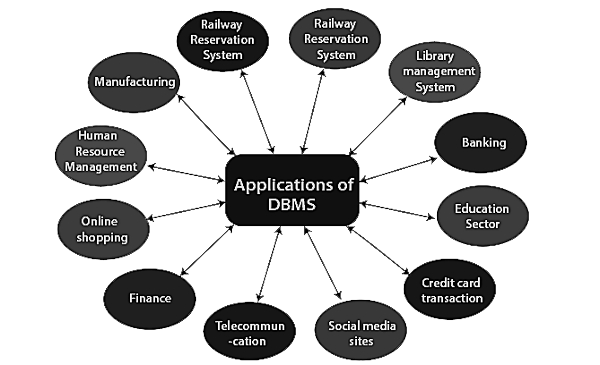 Railway
Reservation
System
Railway
Reservation
System
Library
management
System
Manufacturing
Banking
Human
Resource
Management
Applications of
DBMS
Education
Sector
Online
shopping
Credit card
transaction
Finance
Telecommun
-cation
Social media
sites